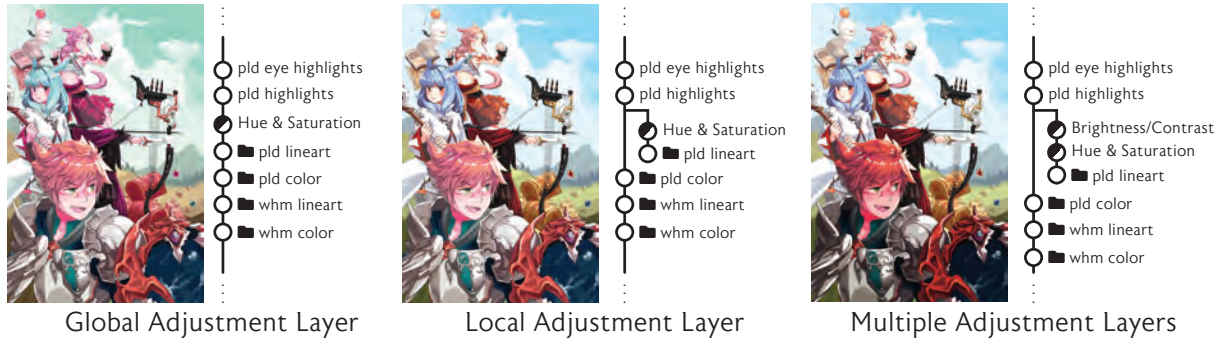 pld eye highlights
pld highlights
Hue & Saturation
pld lineart
pld color
whm lineart
whm color
Global Adjustment Layer
pld eye highlights
pld highlights
Hue & Saturation
pld lineart
pld color
whm lineart
whm color
Local Adjustment Layer
pld eye highlights
pld highlights
Brightness/Contrast
Hue & Saturation
pld lineart
pld color
whm lineart
whm color
Multiple Adjustment Layers